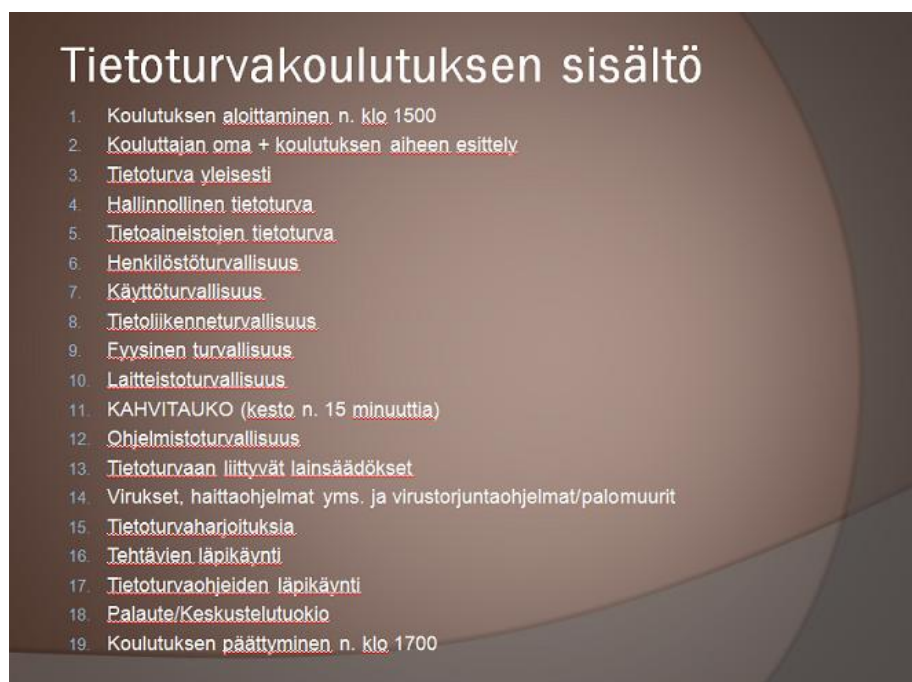 Tietoturvakoulutuksen sisältö
1. Koulutuksen aloittaminen n. klo 1500
2. Kouluttajan oma + koulutuksen aiheen esittely
3. Tietoturva yleisesti
4. Hallinnollinen tietoturva
5. Tietoaineistojen tietoturva
6. Henkilöstöturvallisuus
7. Käyttöturvallisuus
8. Tietoliikenneturvallisuus
9. Fyysinen turvallisuus
10. Laitteistoturvallisuus
11. KAHVITAUKO (kesto n. 15 minuuttia)
12. Ohjelmistoturvallisuus
13. Tietoturvaan liittyvät lainsäädökset
14. Virukset, haittaohjelmat yms. ja virustorjuntaohjelmat/palomuurit
15. Tietoturvaharjoituksia
16. Tehtävien läpikäynti
17. Tietoturvaohjeiden läpikäynti
18. Palaute/Keskustelutuokio
19. Koulutuksen päättyminen n. klo 1700